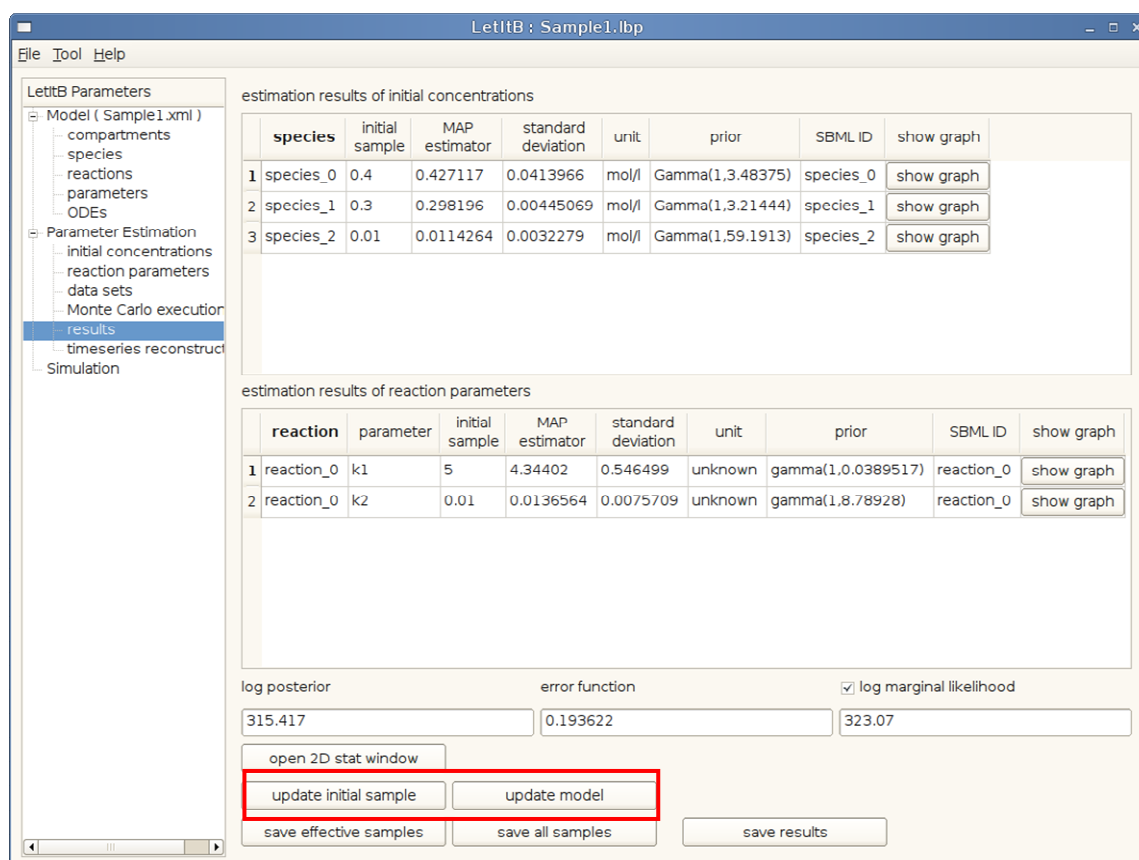 LetItB : Sample1.lbp
File Tool Help
LetItB Parameters
Model ( Sample1.xml )
compartments
species
reactions
parameters
ODEs
Parameter Estimation
initial concentrations
reaction parameters
data sets
Monte Carlo execution
results
timeseries reconstruct
Simulation
estimation results of initial concentrations
species initial sample MAP estimator standard deviation unit prior SBML ID show graph
1 species_0 0.4 0.427117 0.0413966 mol/l Gamma(1,3.48375) species_0 show graph
2 species_1 0.3 0.298196 0.00445069 mol/l Gamma(1,3.21444) species_1 show graph
3 species_2 0.01 0.0114264 0.0032279 mol/l Gamma(1,59.1913) species_2 show graph
estimation results of reaction parameters
reaction parameter initial sample MAP estimator standard deviation unit prior SBML ID show graph
1 reaction_0 k1 5 4.34402 0.546499 unknown gamma(1,0.0389517) reaction_0 show graph
2 reaction_0 k2 0.01 0.0136564 0.0075709 unknown gamma(1,8.78928) reaction_0 show graph
log posterior error function log marginal likelihood
315.417 0.193622 323.07
open 2D stat window
update initial sample update model
save effective samples save all samples save results